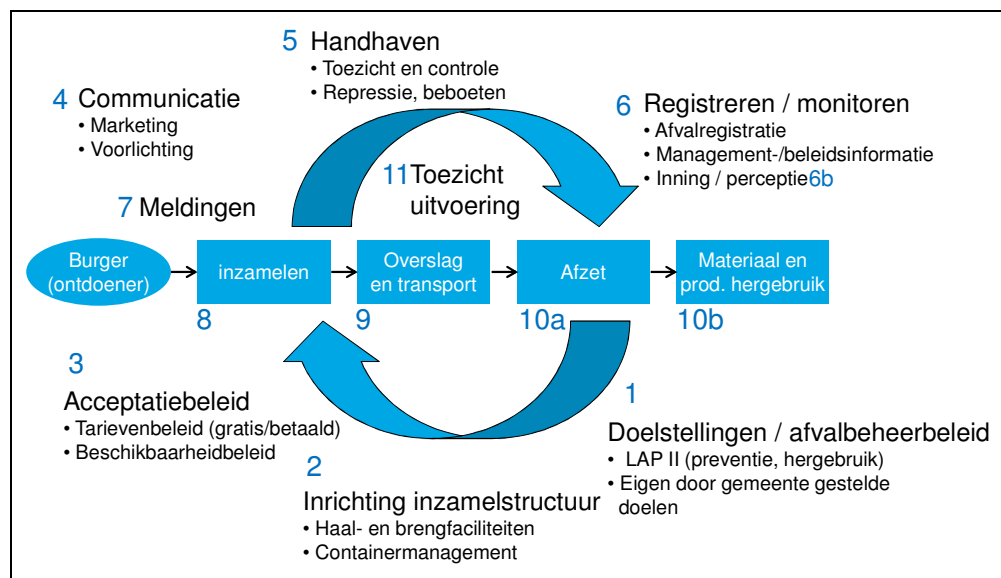 5 Handhaven
• Toezicht en controle
• Repressie, beboeten
4 Communicatie
• Marketing
• Voorlichting
6 Registreren / monitoren
• Afvalregistratie
• Management-/beleidsinformatie
• Inning / perceptie6b
11 Toezicht
uitvoering
7 Meldingen
Burger
(ontdoener)
inzamelen
Overslag
en transport
Afzet
Materiaal en
prod. hergebruik
8
9
10a
10b
3
Acceptatiebeleid
• Tarievenbeleid (gratis/betaald)
• Beschikbaarheidbeleid
2
Inrichting inzamelstructuur
• Haal- en brengfaciliteiten
• Containermanagement
1
Doelstellingen / afvalbeheerbeleid
• LAP II (preventie, hergebruik)
• Eigen door gemeente gestelde
doelen